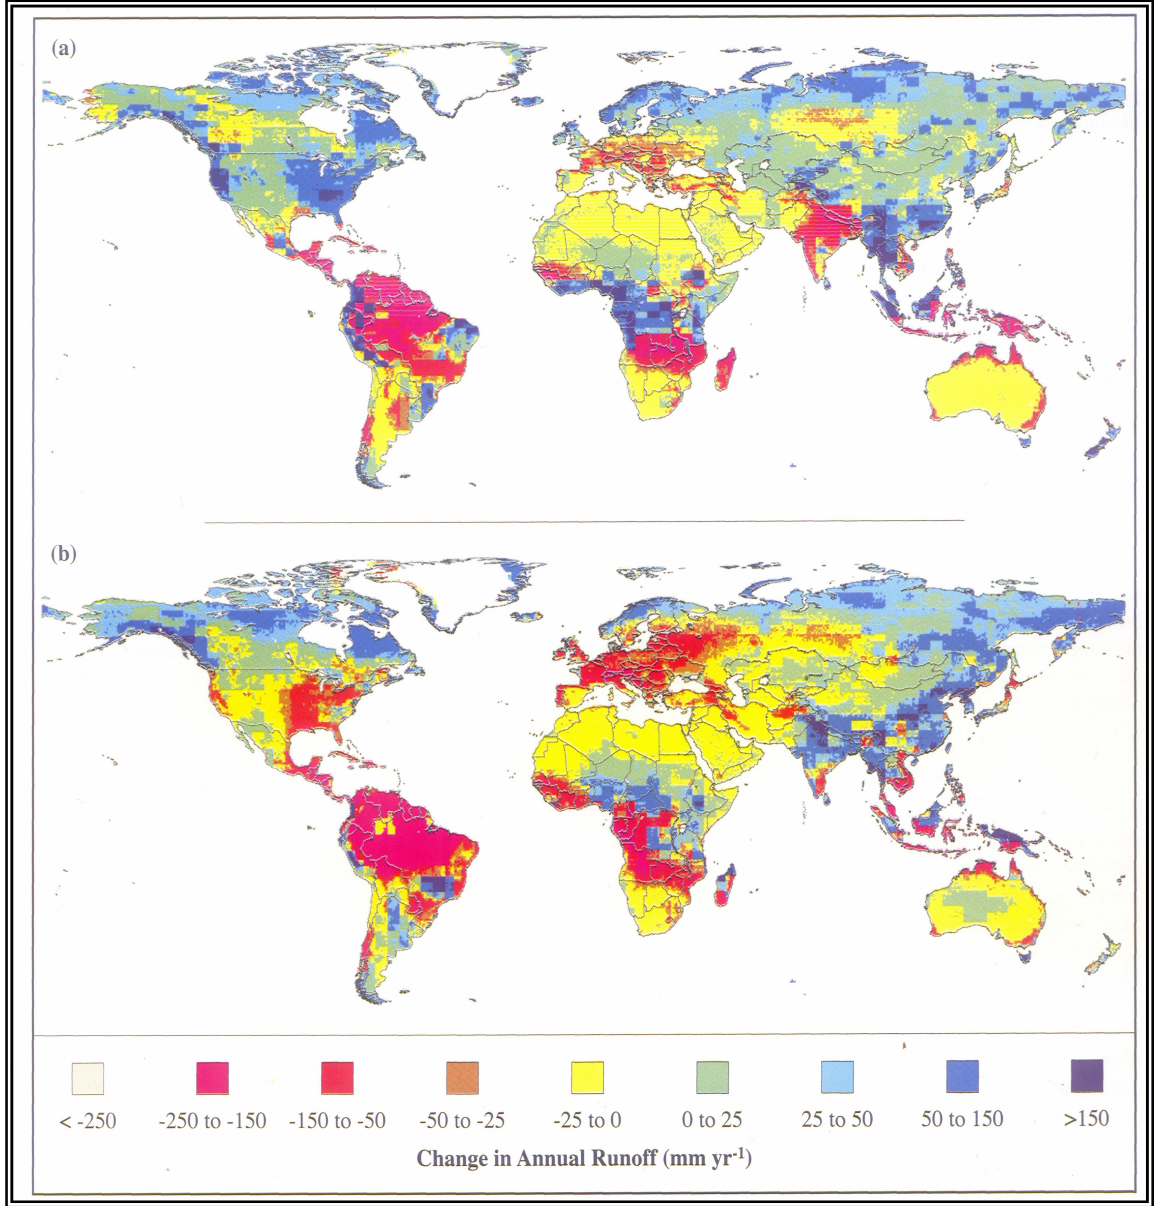 (a)
(b)
< -250 -250 to -150 -150 to -50 -50 to -25 -25 to 0 0 to 25 25 to 50 50 to 150 >150
Change in Annual Runoff (mm yr-1)